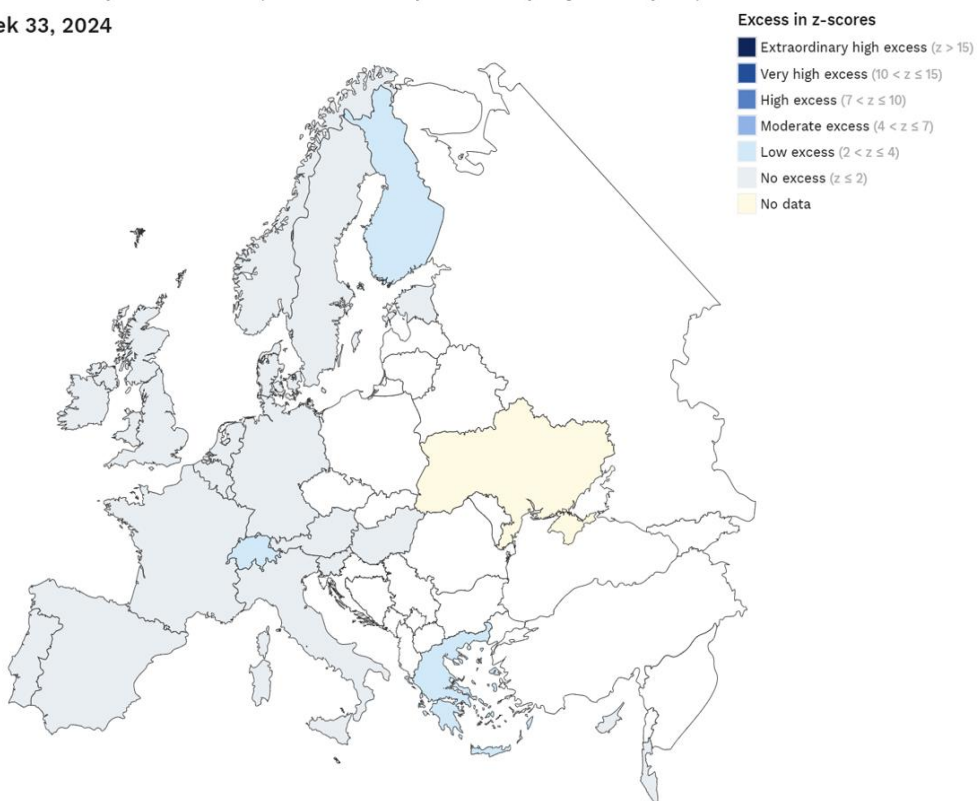 ek 33, 2024
Excess in z-scores
Extraordinary high excess (z > 15)
Very high excess (10 < z ≤ 15)
High excess (7 < z ≤ 10)
Moderate excess (4 < z ≤ 7)
Low excess (2 < z ≤ 4)
No excess (z ≤ 2)
No data